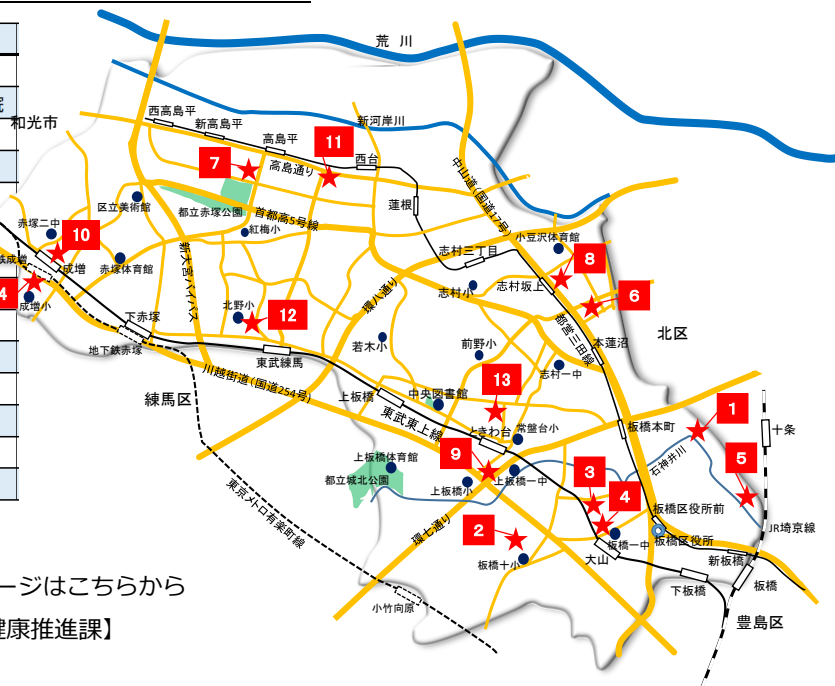 荒川
院
和光市
西高島平
新高島平
高島平
新河岸川
11
7
高島通り
西台
中山道(国道17号)
蓮根
区立美術館
都立赤塚公園
首都高5号線
紅梅小
赤塚二中
10
新大宮バイパス
志村三丁目
小豆沢体育館
8
鉄成増
成増
赤塚体育館
4
成増小
環八通り
志村小
志村坂上
6
北野小
12
都営三田線
北区
下赤塚
地下鉄赤塚
若木小
前野小
本蓮沼
東武練馬
川越街道(国道254号)
志村一中
練馬区
13
上板橋
中央図書館
東武東上線
ときわ台
常盤台小
板橋本町
1
十条
9
上板橋体育館
都立城北公園
上板橋小
上板橋一中
石神井川
5
3
4
東京メトロ有楽町線
環七通り
2
板橋区役所前
板橋区役所
JR埼京線
板橋一中
大山
板橋十小
新板橋
下板橋
板橋
ージはこちらから
小竹向原
豊島区
健康推進課】